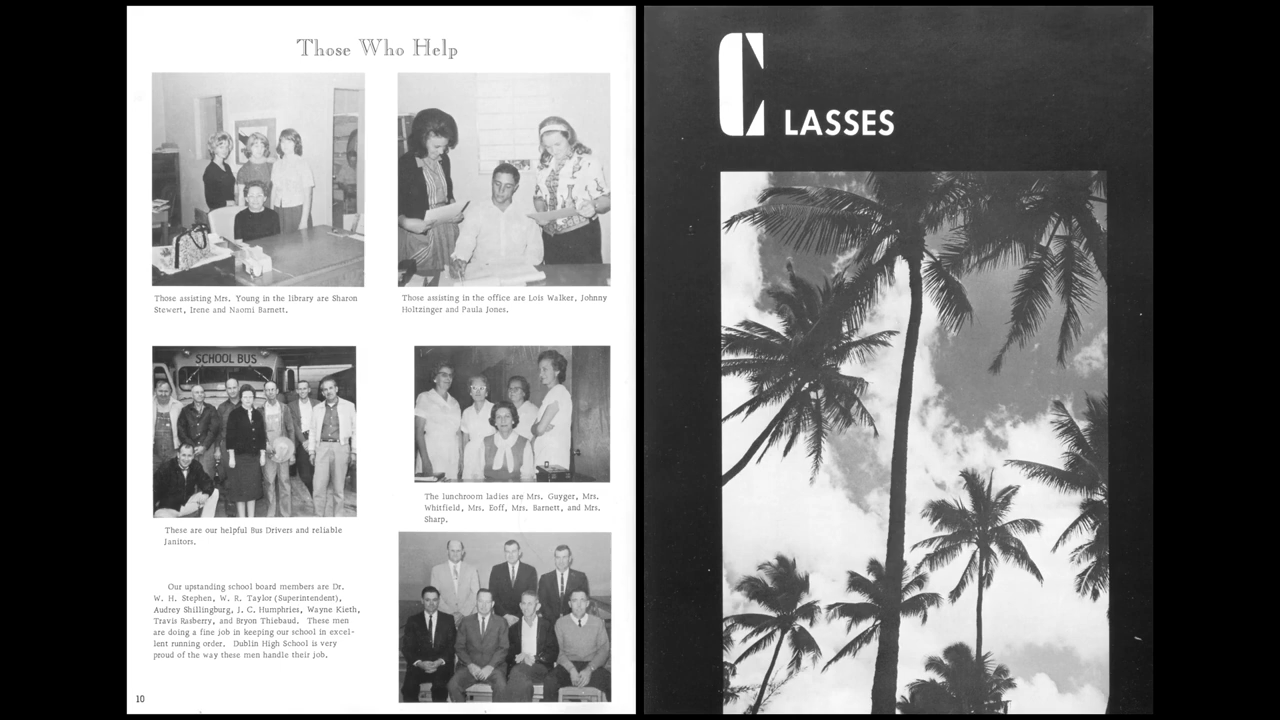 Those Who Help
Those assisting Mrs. Young in the library are Sharon
Stewert, Irene and Naomi Barnett.
Those assisting in the office are Lois Walker, Johnny
Holtzinger and Paula Jones.
SCHOOL BUS
These are our helpful Bus Drivers and reliable
Janitors.
The lunchroom ladies are Mrs. Guyger, Mrs.
Whitfield, Mrs. Eoff, Mrs. Barnett, and Mrs.
Sharp.
Our upstanding school board members are Dr.
W. H. Stephen, W. R. Taylor (Superintendent),
Audrey Shillingburg, J. C. Humphries, Wayne Kieth,
Travis Rasberry, and Bryon Thiebaud. These men
are doing a fine job in keeping our school in excel-
lent running order. Dublin High School is very
proud of the way these men handle their job.
10
CLASSES